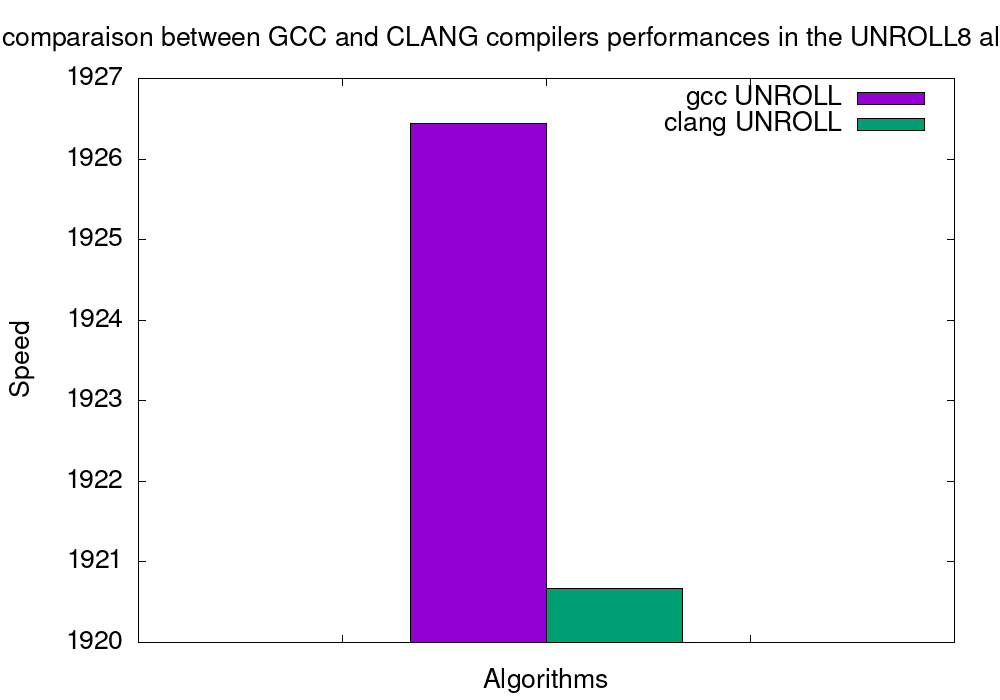 comparaison between GCC and CLANG compilers performances in the UNROLL8
1927
gcc UNROLL
clang UNROLL
1926
1925
1924
1923
1922
1921
1920
Speed
Algorithms